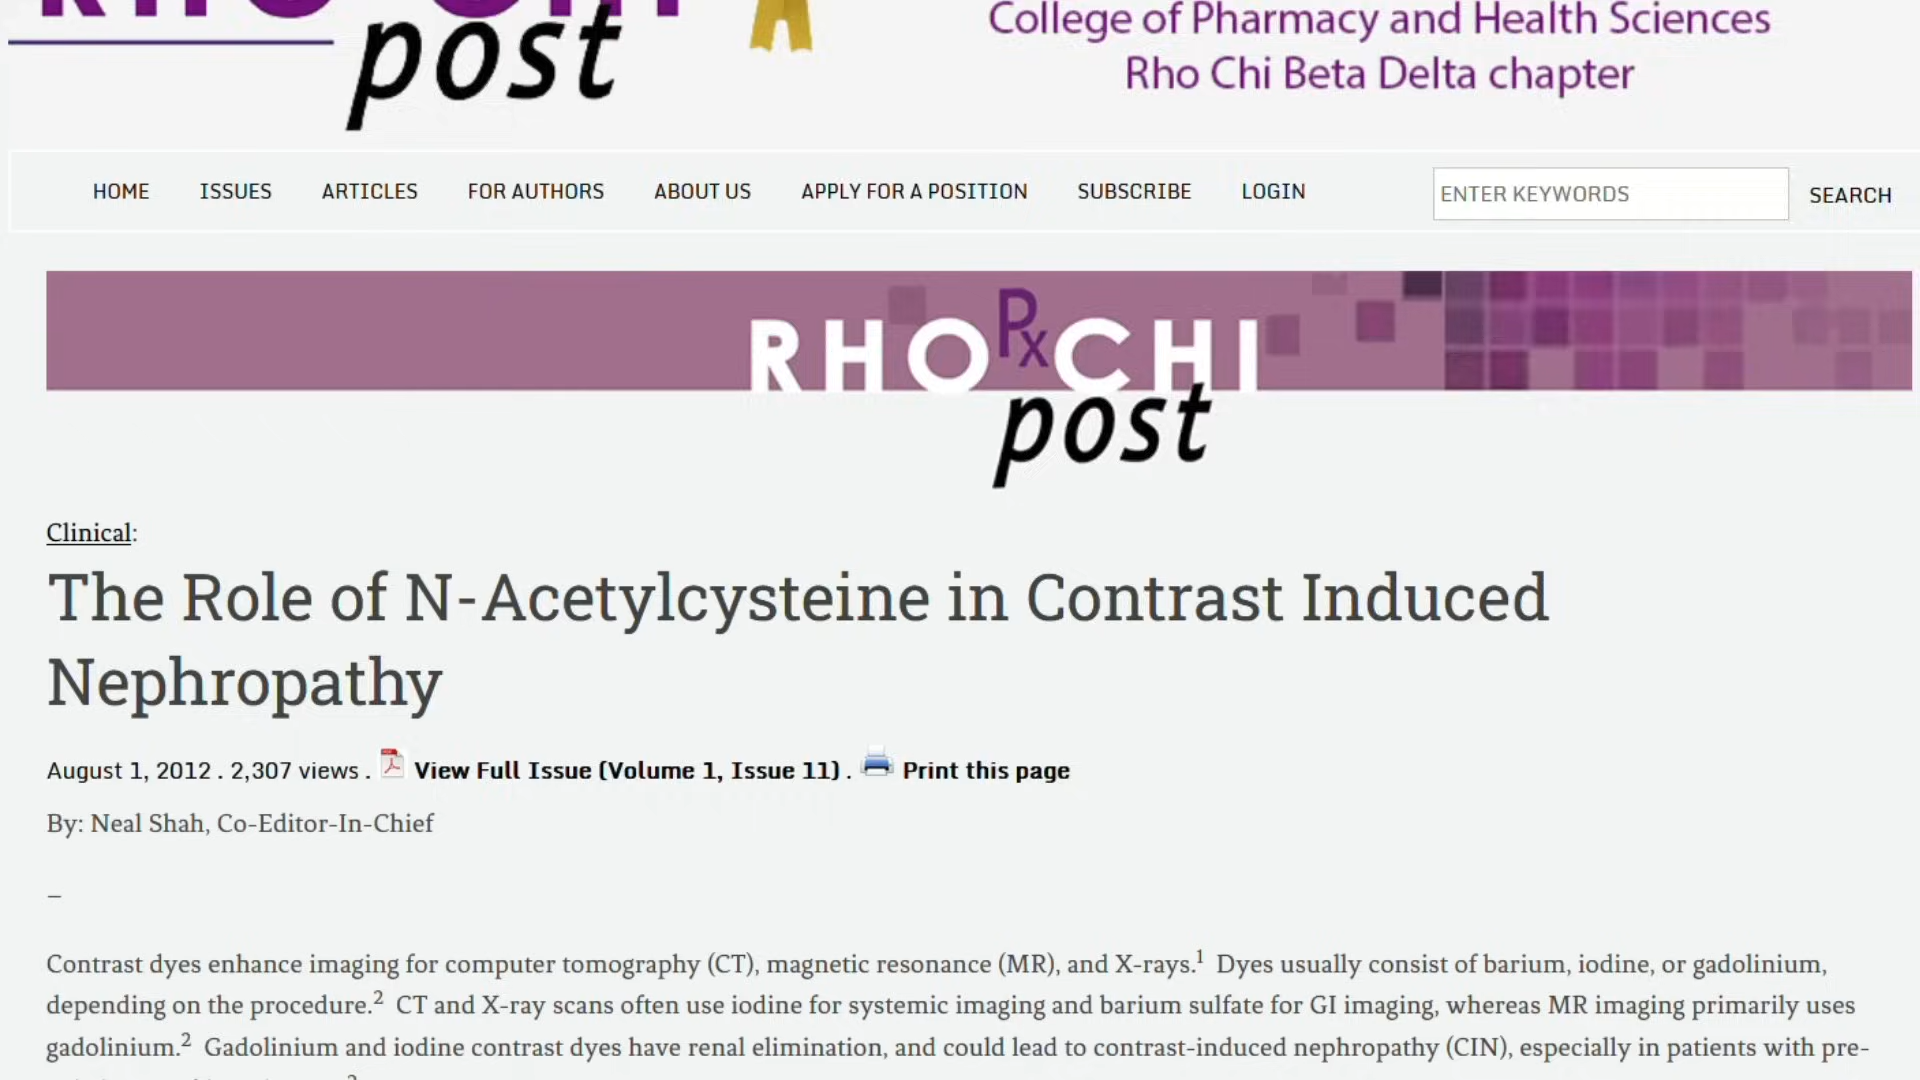 RHO CHI
post
College of Pharmacy and Health Sciences
Rho Chi Beta Delta chapter
HOME ISSUES ARTICLES FOR AUTHORS ABOUT US APPLY FOR A POSITION SUBSCRIBE LOGIN ENTER KEYWORDS SEARCH
RHO Rx CHI
post
Clinical:
The Role of N-Acetylcysteine in Contrast Induced
Nephropathy
August 1, 2012 . 2,307 views . View Full Issue (Volume 1, Issue 11) . Print this page
By: Neal Shah, Co-Editor-In-Chief
–
Contrast dyes enhance imaging for computer tomography (CT), magnetic resonance (MR), and X-rays.1 Dyes usually consist of barium, iodine, or gadolinium,
depending on the procedure.2 CT and X-ray scans often use iodine for systemic imaging and barium sulfate for GI imaging, whereas MR imaging primarily uses
gadolinium.2 Gadolinium and iodine contrast dyes have renal elimination, and could lead to contrast-induced nephropathy (CIN), especially in patients with pre-